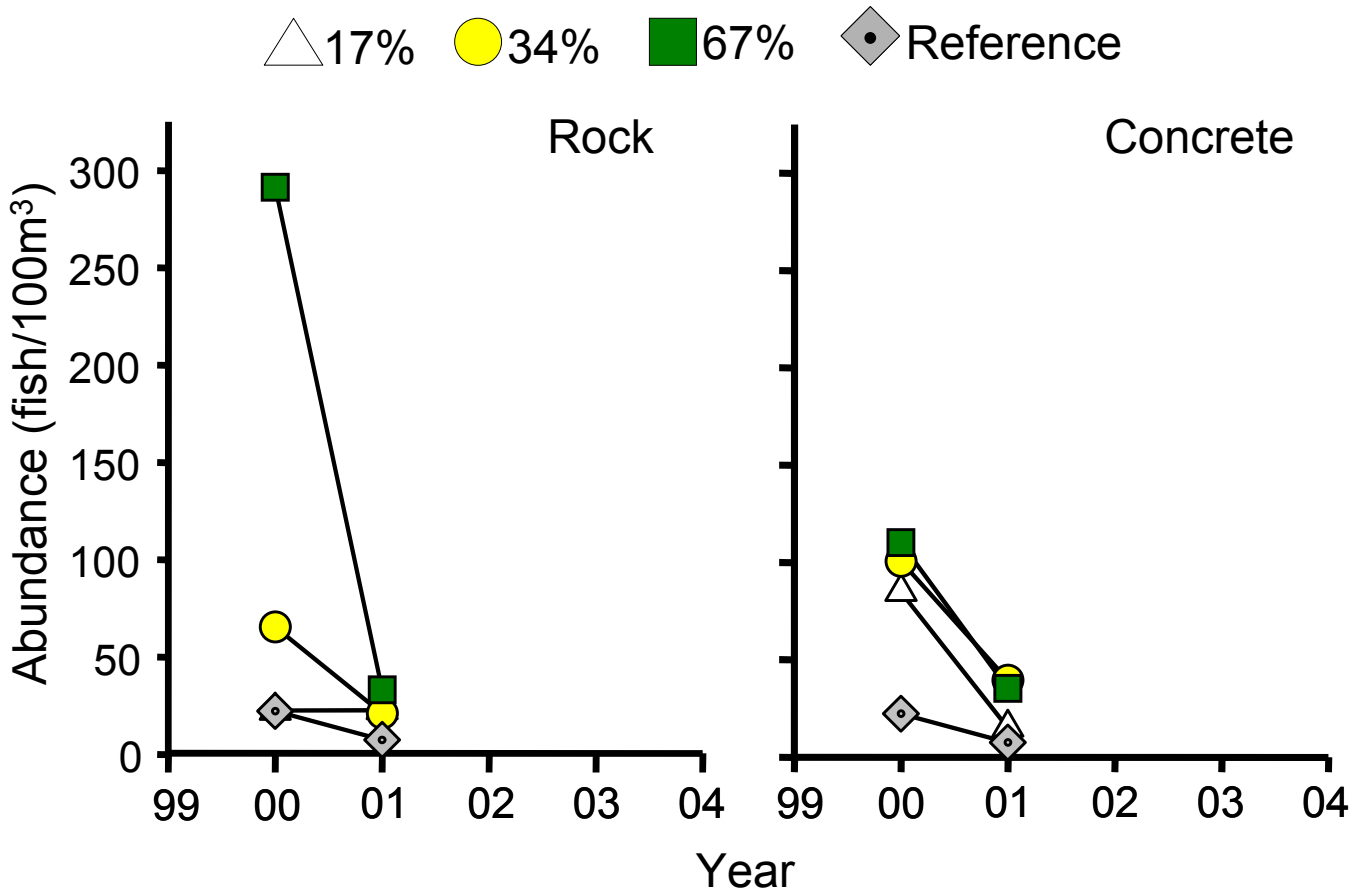 17% 34% 67% Reference
Rock
Concrete
300
250
200
150
100
50
0
Abundance (fish/100m³)
99 00 01 02 03 04
99 00 01 02 03 04
Year